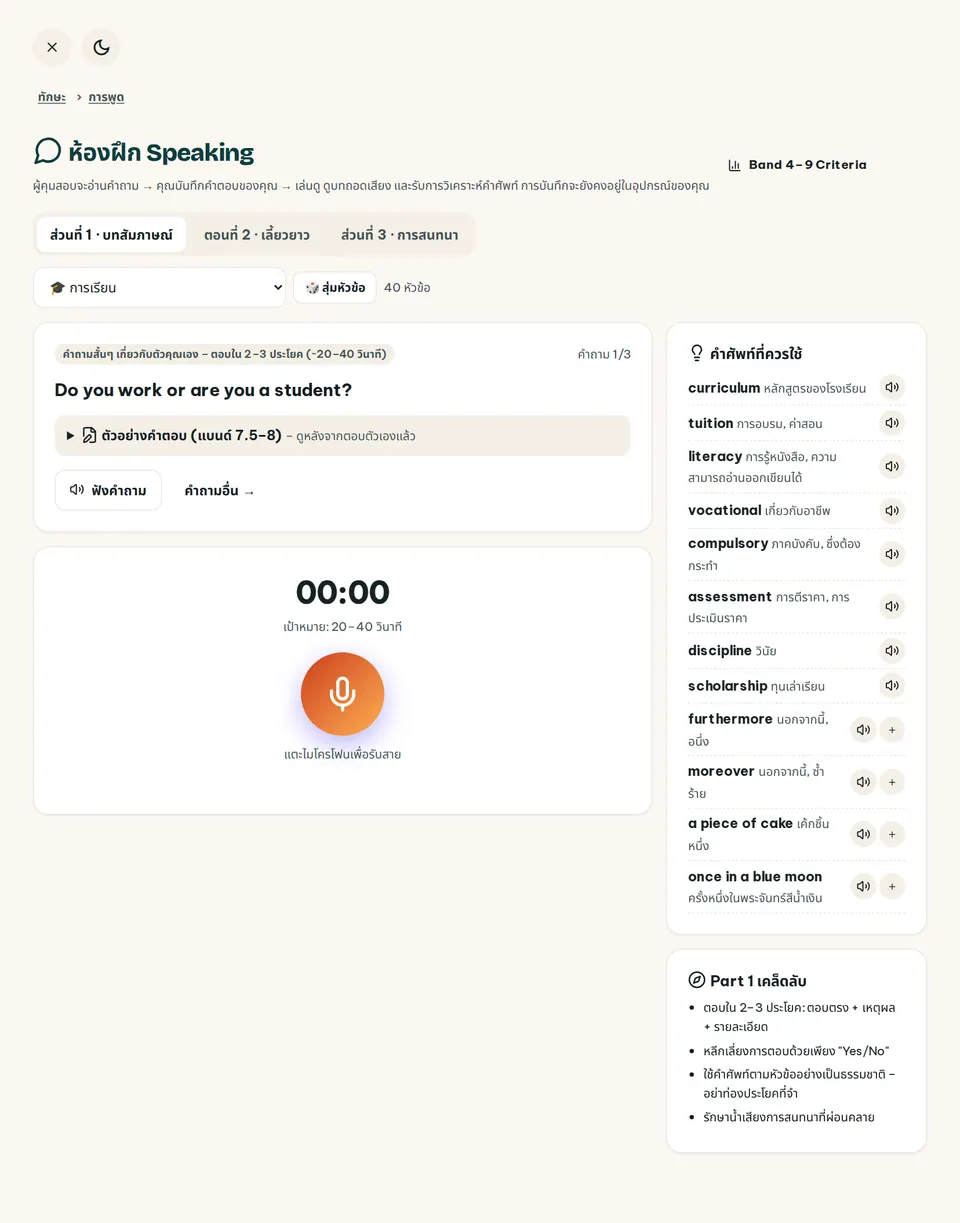 ทักษะ › การพูด
ห้องฝึก Speaking
ผู้คุมสอบจะอ่านคำถาม → คุณบันทึกคำตอบของคุณ → เล่นดู ดูบทถอดเสียง และรับการวิเคราะห์คำศัพท์ การบันทึกจะยังคงอยู่ในอุปกรณ์ของคุณ
Band 4–9 Criteria
ส่วนที่ 1 · บทสัมภาษณ์ ตอนที่ 2 · เลี้ยวยาว ส่วนที่ 3 · การสนทนา
🎓 การเรียน 🎲 สุ่มหัวข้อ 40 หัวข้อ
คำถามสั้นๆ เกี่ยวกับตัวคุณเอง – ตอบใน 2–3 ประโยค (~20–40 วินาที) คำถาม 1/3
Do you work or are you a student?
▶ ตัวอย่างคำตอบ (แบนด์ 7.5–8) – ดูหลังจากตอบตัวเองแล้ว
ฟังคำถาม คำถามอื่น →
00:00
เป้าหมาย: 20–40 วินาที
แตะไมโครโฟนเพื่อรับสาย
คำศัพท์ที่ควรใช้
curriculum หลักสูตรของโรงเรียน
tuition การอบรม, ค่าสอน
literacy การรู้หนังสือ, ความ
สามารถอ่านออกเขียนได้
vocational เกี่ยวกับอาชีพ
compulsory ภาคบังคับ, ซึ่งต้อง
กระทำ
assessment การตีราคา, การ
ประเมินราคา
discipline วินัย
scholarship ทุนเล่าเรียน
furthermore นอกจากนี้, +
อนึ่ง
moreover นอกจากนี้, ซ้ำ +
ร้าย
a piece of cake เค้กชิ้น +
หนึ่ง
once in a blue moon +
ครั้งหนึ่งในพระจันทร์สีน้ำเงิน
Part 1 เคล็ดลับ
• ตอบใน 2–3 ประโยค: ตอบตรง + เหตุผล
+ รายละเอียด
• หลีกเลี่ยงการตอบด้วยเพียง "Yes/No"
• ใช้คำศัพท์ตามหัวข้ออย่างเป็นธรรมชาติ –
อย่าท่องประโยคที่จำ
• รักษาน้ำเสียงการสนทนาที่ผ่อนคลาย